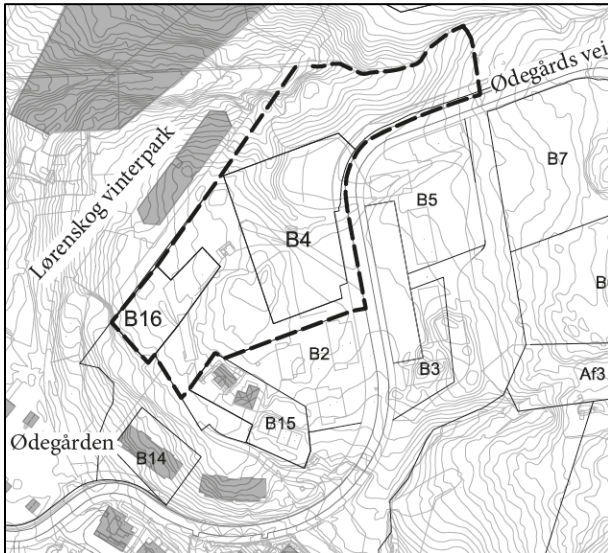 Ødegårds vei
B7
Lørenskog vinterpark
B5
B4
B16
B2
B3
Af3
B15
Ødegården
B14